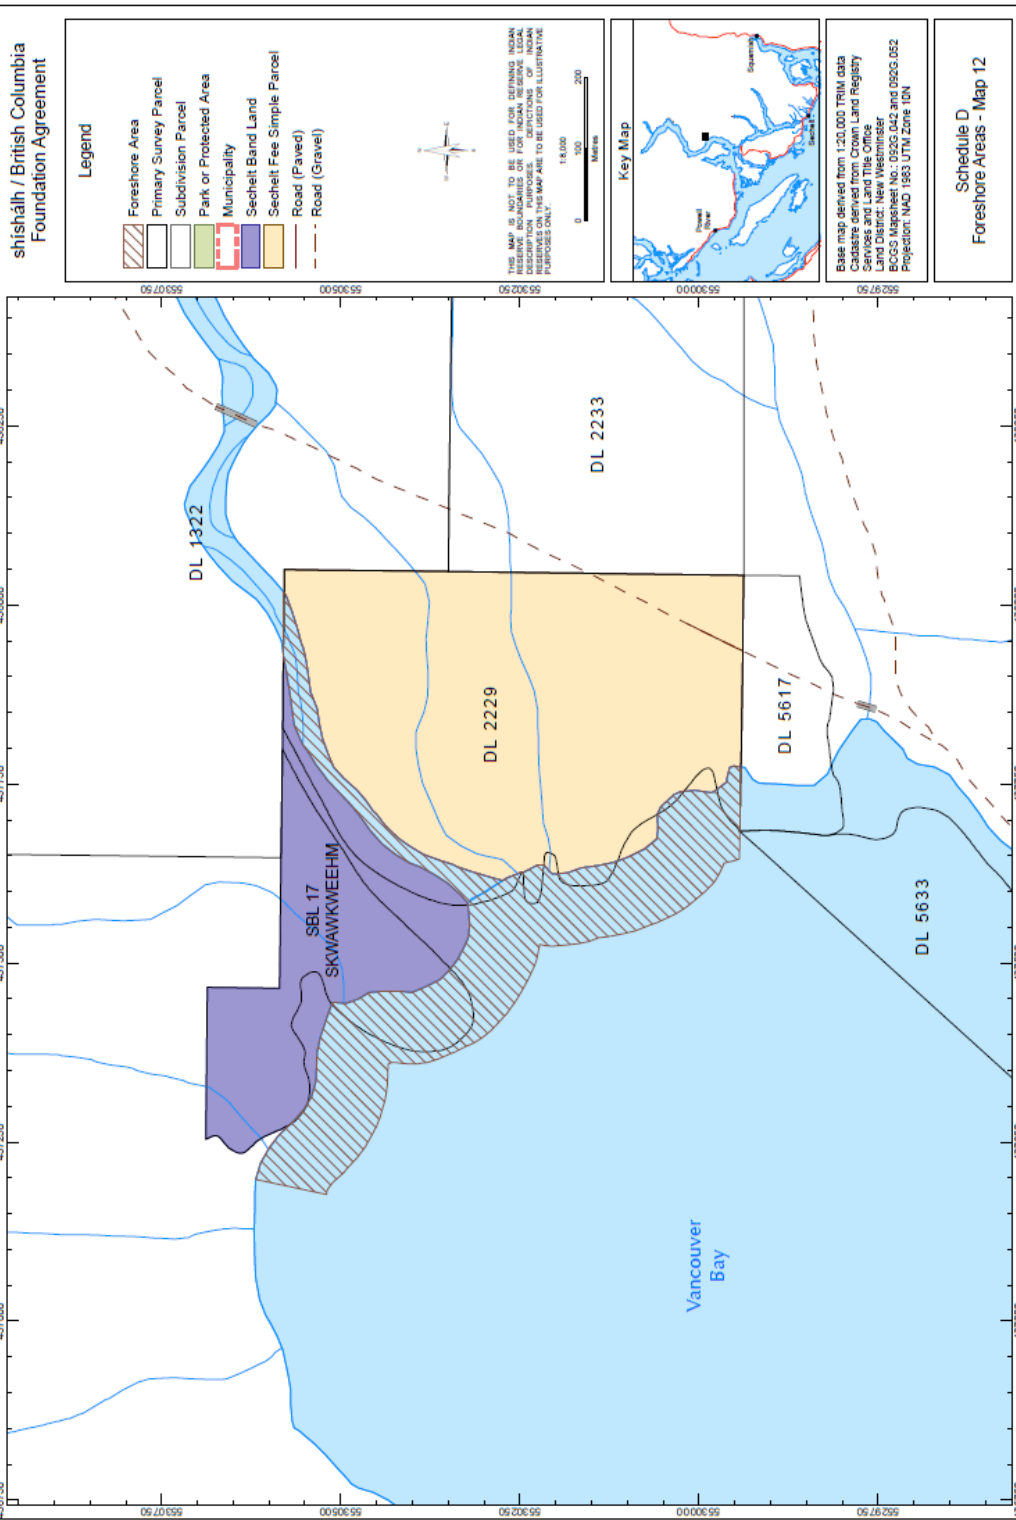 shíshálh / British Columbia
Foundation Agreement
Legend
Foreshore Area
Primary Survey Parcel
Subdivision Parcel
Park or Protected Area
Municipality
Sechelt Band Land
Sechelt Fee Simple Parcel
Road (Paved)
Road (Gravel)
THIS MAP IS NOT TO BE USED FOR DEFINING INDIAN
RESERVE BOUNDARIES OR FOR INDIAN RESERVE LEGAL
DESCRIPTION PURPOSES. DEPICTIONS OF INDIAN
RESERVES ON THIS MAP ARE TO BE USED FOR ILLUSTRATIVE
PURPOSES ONLY.
1:8,000
0 100 200
Metres
Key Map
Powell
River
Squamish
Sechelt
Base map derived from 1:20,000 TRIM data
Cadastre derived from Crown Land Registry
Services and Land Title Office
Land District: New Westminster
BCGS Mapsheet No.: 092G.042 and 092G.052
Projection: NAD 1983 UTM Zone 10N
Schedule D
Foreshore Areas - Map 12
5530750
5530500
5530250
5530000
5529750
DL 1322
DL 2233
DL 2229
DL 5617
DL 5633
SBL 17
SKWAWKWEEHM
Vancouver
Bay
5530750
5530500
5530250
5530000
5529750